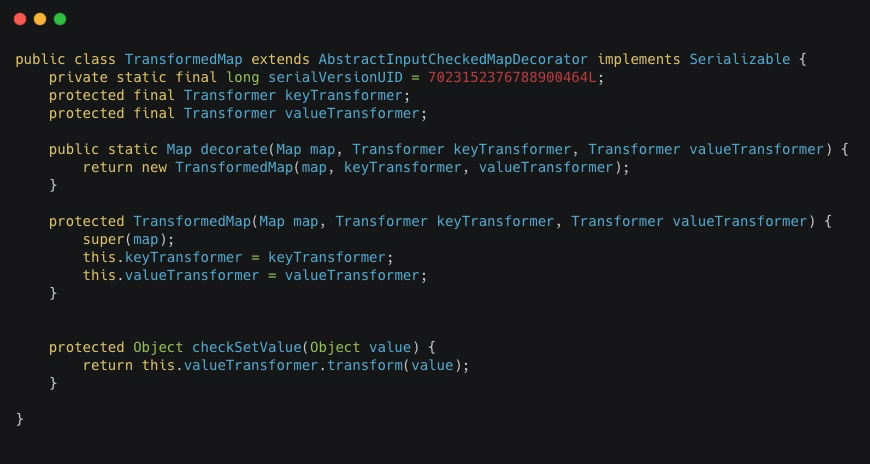 public class TransformedMap extends AbstractInputCheckedMapDecorator implements Serializable {
    private static final long serialVersionUID = 7023152376788900464L;
    protected final Transformer keyTransformer;
    protected final Transformer valueTransformer;

    public static Map decorate(Map map, Transformer keyTransformer, Transformer valueTransformer) {
        return new TransformedMap(map, keyTransformer, valueTransformer);
    }

    protected TransformedMap(Map map, Transformer keyTransformer, Transformer valueTransformer) {
        super(map);
        this.keyTransformer = keyTransformer;
        this.valueTransformer = valueTransformer;
    }


    protected Object checkSetValue(Object value) {
        return this.valueTransformer.transform(value);
    }

}